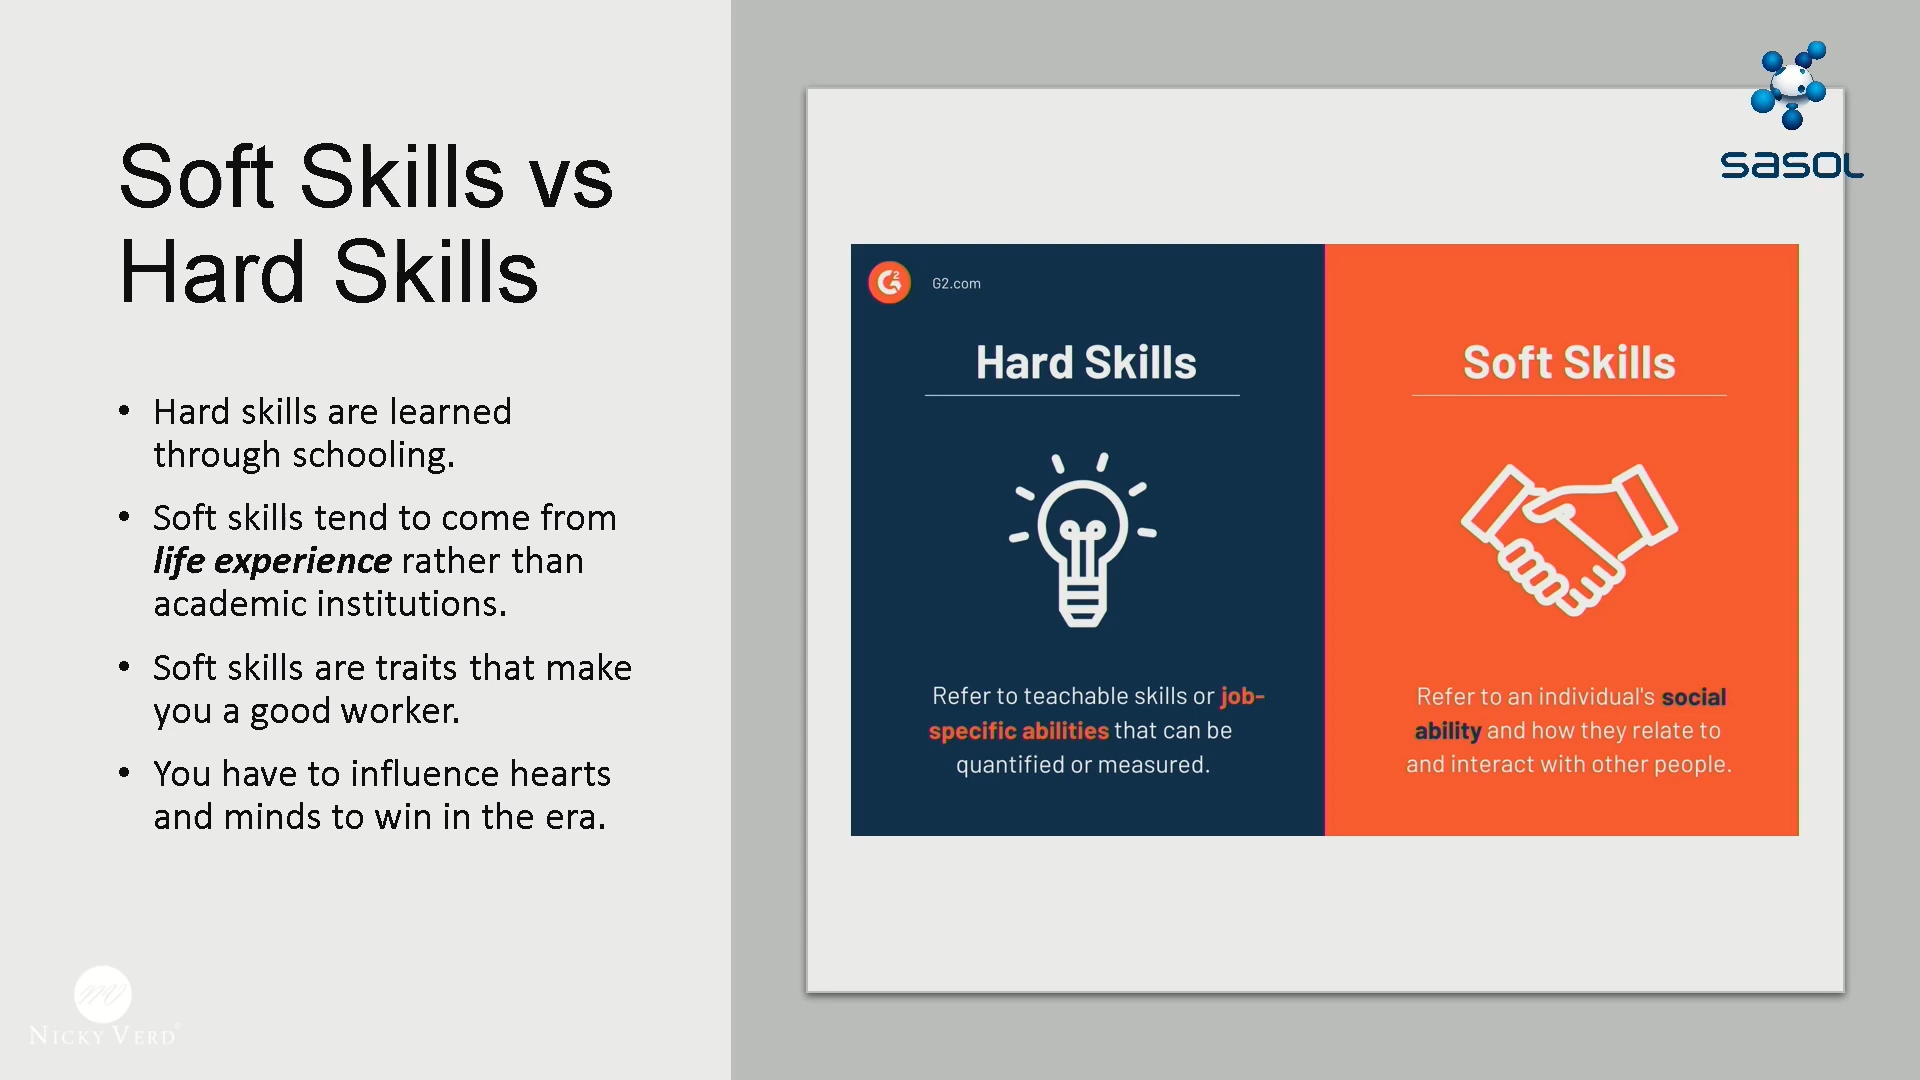 Soft Skills vs
Hard Skills
• Hard skills are learned
through schooling.
• Soft skills tend to come from
life experience rather than
academic institutions.
• Soft skills are traits that make
you a good worker.
• You have to influence hearts
and minds to win in the era.
NICKY VERD
SASOL
G2.com
Hard Skills
Refer to teachable skills or job-
specific abilities that can be
quantified or measured.
Soft Skills
Refer to an individual's social
ability and how they relate to
and interact with other people.